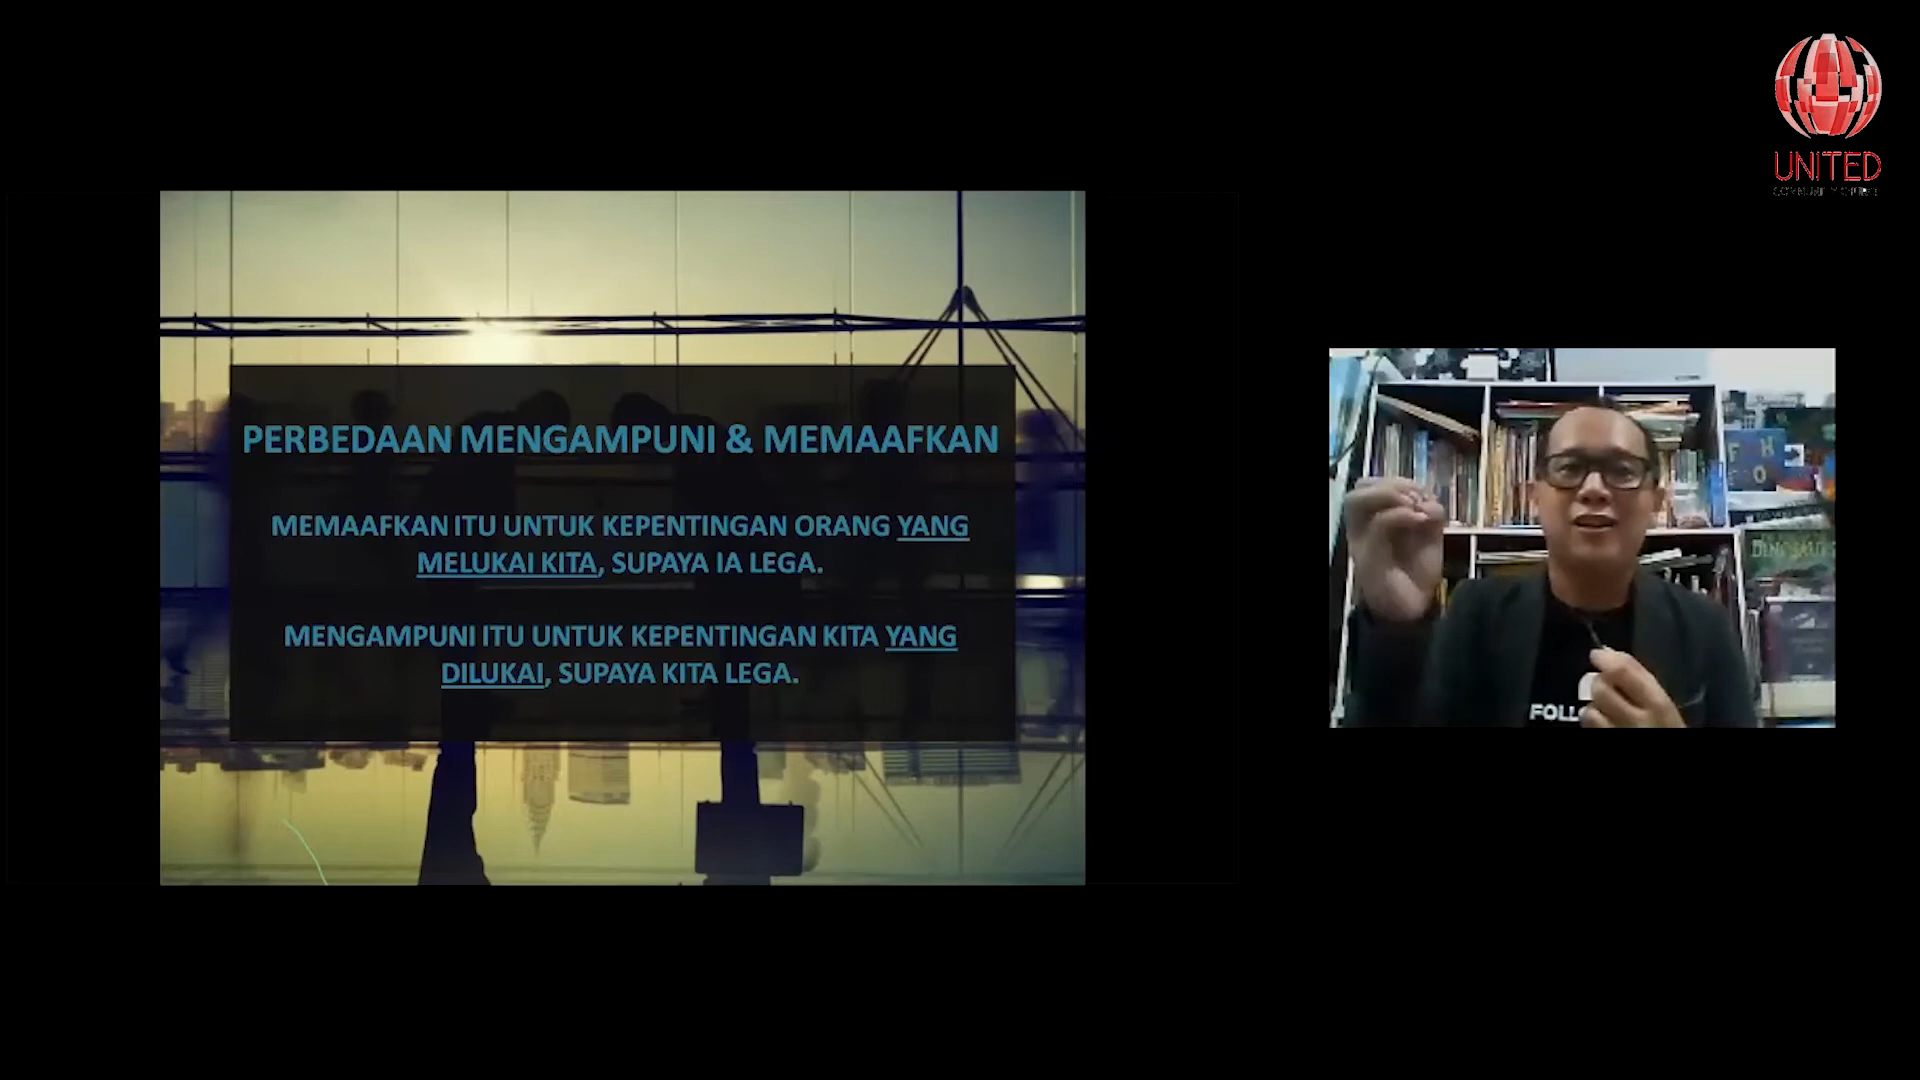 UNITED
PERBEDAAN MENGAMPUNI & MEMAAFKAN
MEMAAFKAN ITU UNTUK KEPENTINGAN ORANG YANG
MELUKAI KITA, SUPAYA IA LEGA.
MENGAMPUNI ITU UNTUK KEPENTINGAN KITA YANG
DILUKAI, SUPAYA KITA LEGA.